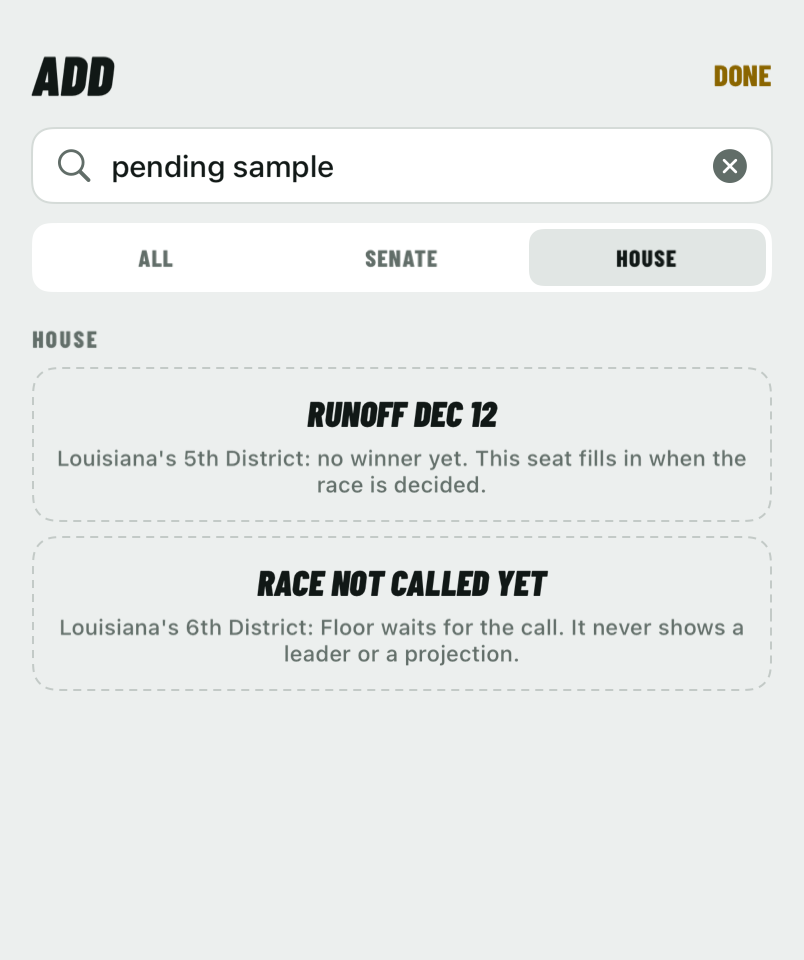 ADD
DONE
pending sample
ALL
SENATE
HOUSE
HOUSE
RUNOFF DEC 12
Louisiana's 5th District: no winner yet. This seat fills in when the
race is decided.
RACE NOT CALLED YET
Louisiana's 6th District: Floor waits for the call. It never shows a
leader or a projection.